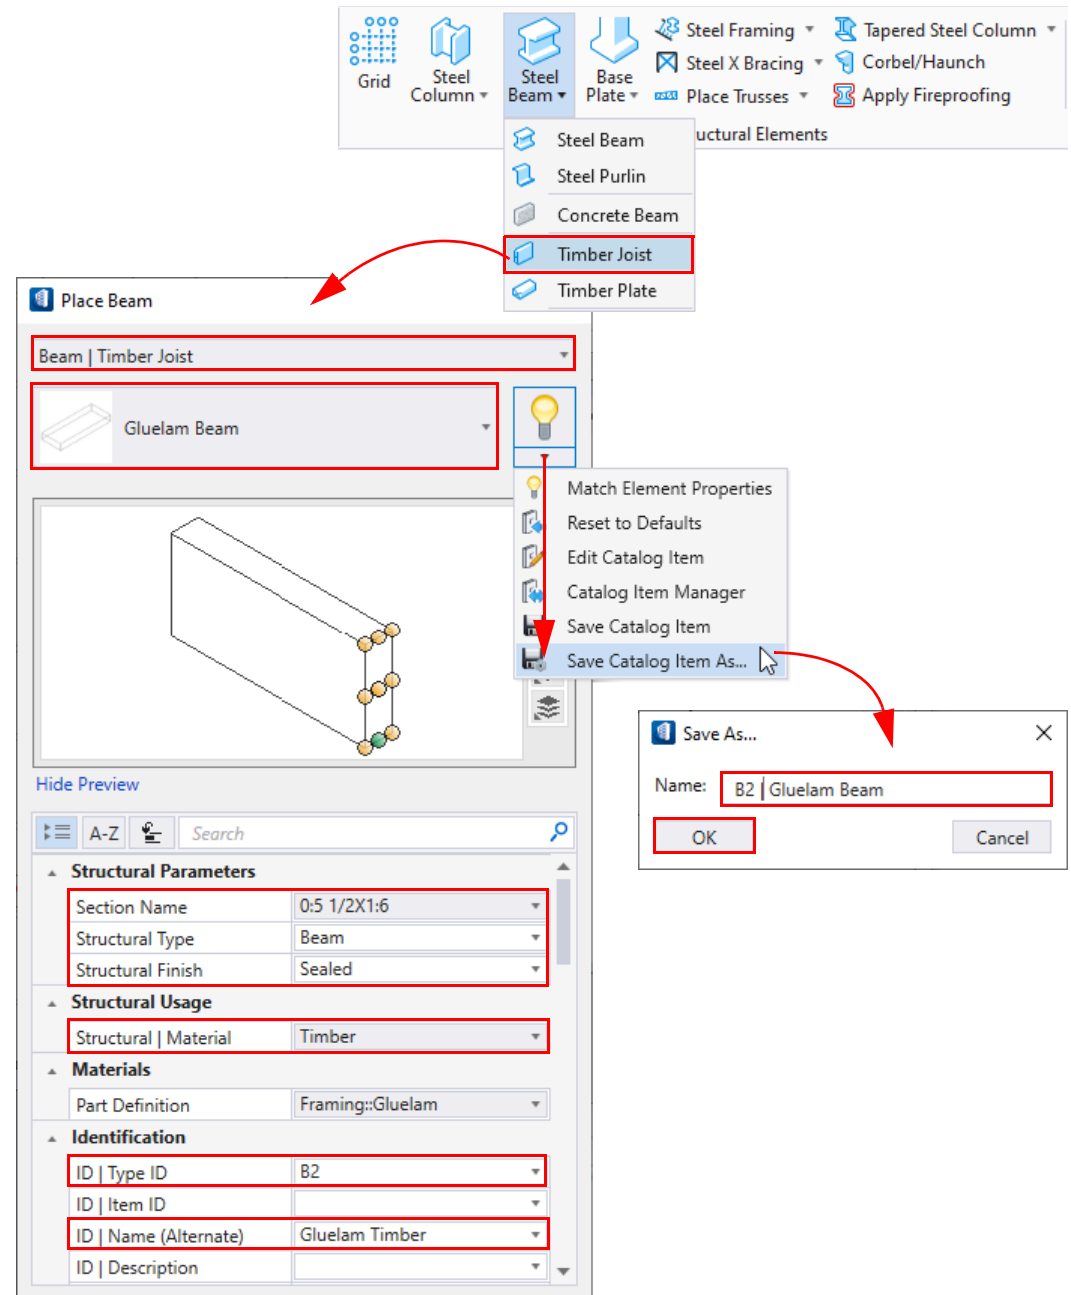 Grid
Steel
Column
Steel
Beam
Base
Plate
Steel Framing
Steel X Bracing
Place Trusses
Tapered Steel Column
Corbel/Haunch
Apply Fireproofing
uctural Elements
Steel Beam
Steel Purlin
Concrete Beam
Timber Joist
Timber Plate
Place Beam
Beam | Timber Joist
Gluelam Beam
Match Element Properties
Reset to Defaults
Edit Catalog Item
Catalog Item Manager
Save Catalog Item
Save Catalog Item As...
Save As...
Name: B2 | Gluelam Beam
OK Cancel
Hide Preview
A-Z Search
Structural Parameters
Section Name 0:5 1/2X1:6
Structural Type Beam
Structural Finish Sealed
Structural Usage
Structural | Material Timber
Materials
Part Definition Framing::Gluelam
Identification
ID | Type ID B2
ID | Item ID
ID | Name (Alternate) Gluelam Timber
ID | Description